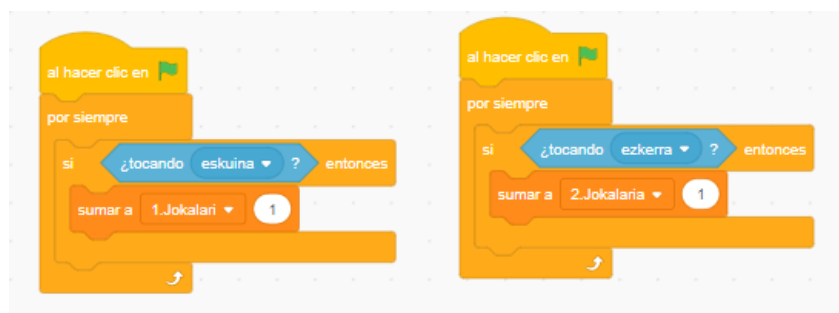 al hacer clic en
por siempre
si ¿tocando eskuina ? entonces
sumar a 1.Jokalari 1
al hacer clic en
por siempre
si ¿tocando ezkerra ? entonces
sumar a 2.Jokalaria 1